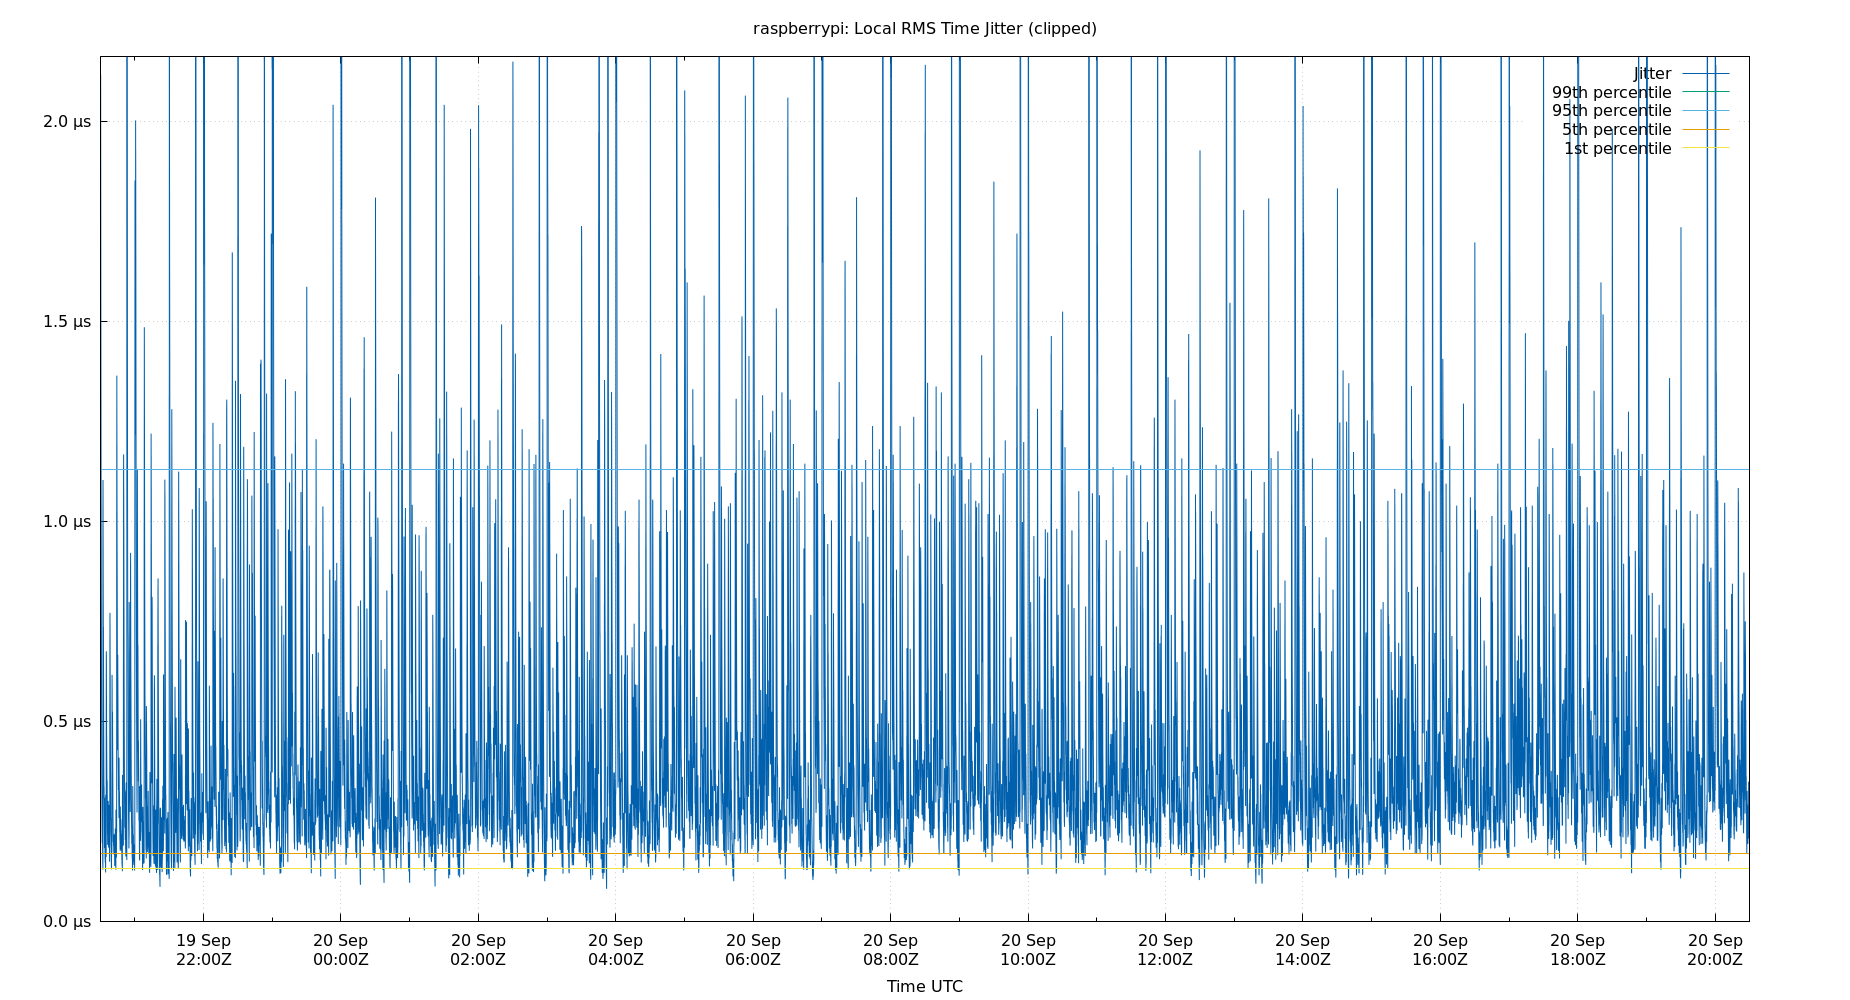 raspberrypi: Local RMS Time Jitter (clipped)
Jitter
99th percentile
95th percentile
5th percentile
1st percentile
2.0 µs
1.5 µs
1.0 µs
0.5 µs
0.0 µs
19 Sep 20 Sep 20 Sep 20 Sep 20 Sep 20 Sep 20 Sep 20 Sep 20 Sep 20 Sep 20 Sep 20 Sep
22:00Z 00:00Z 02:00Z 04:00Z 06:00Z 08:00Z 10:00Z 12:00Z 14:00Z 16:00Z 18:00Z 20:00Z
Time UTC